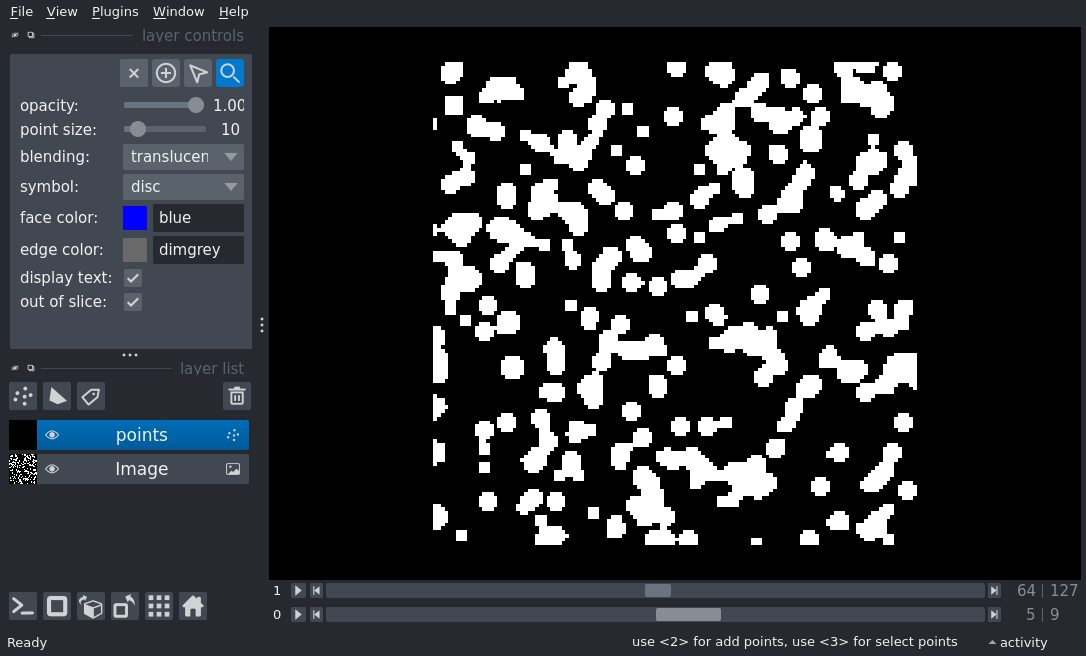 File View Plugins Window Help
layer controls
opacity: 1.00
point size: 10
blending: translucen
symbol: disc
face color: blue
edge color: dimgrey
display text:
out of slice:
layer list
points
Image
1 64 | 127
0 5 | 9
Ready use <2> for add points, use <3> for select points activity